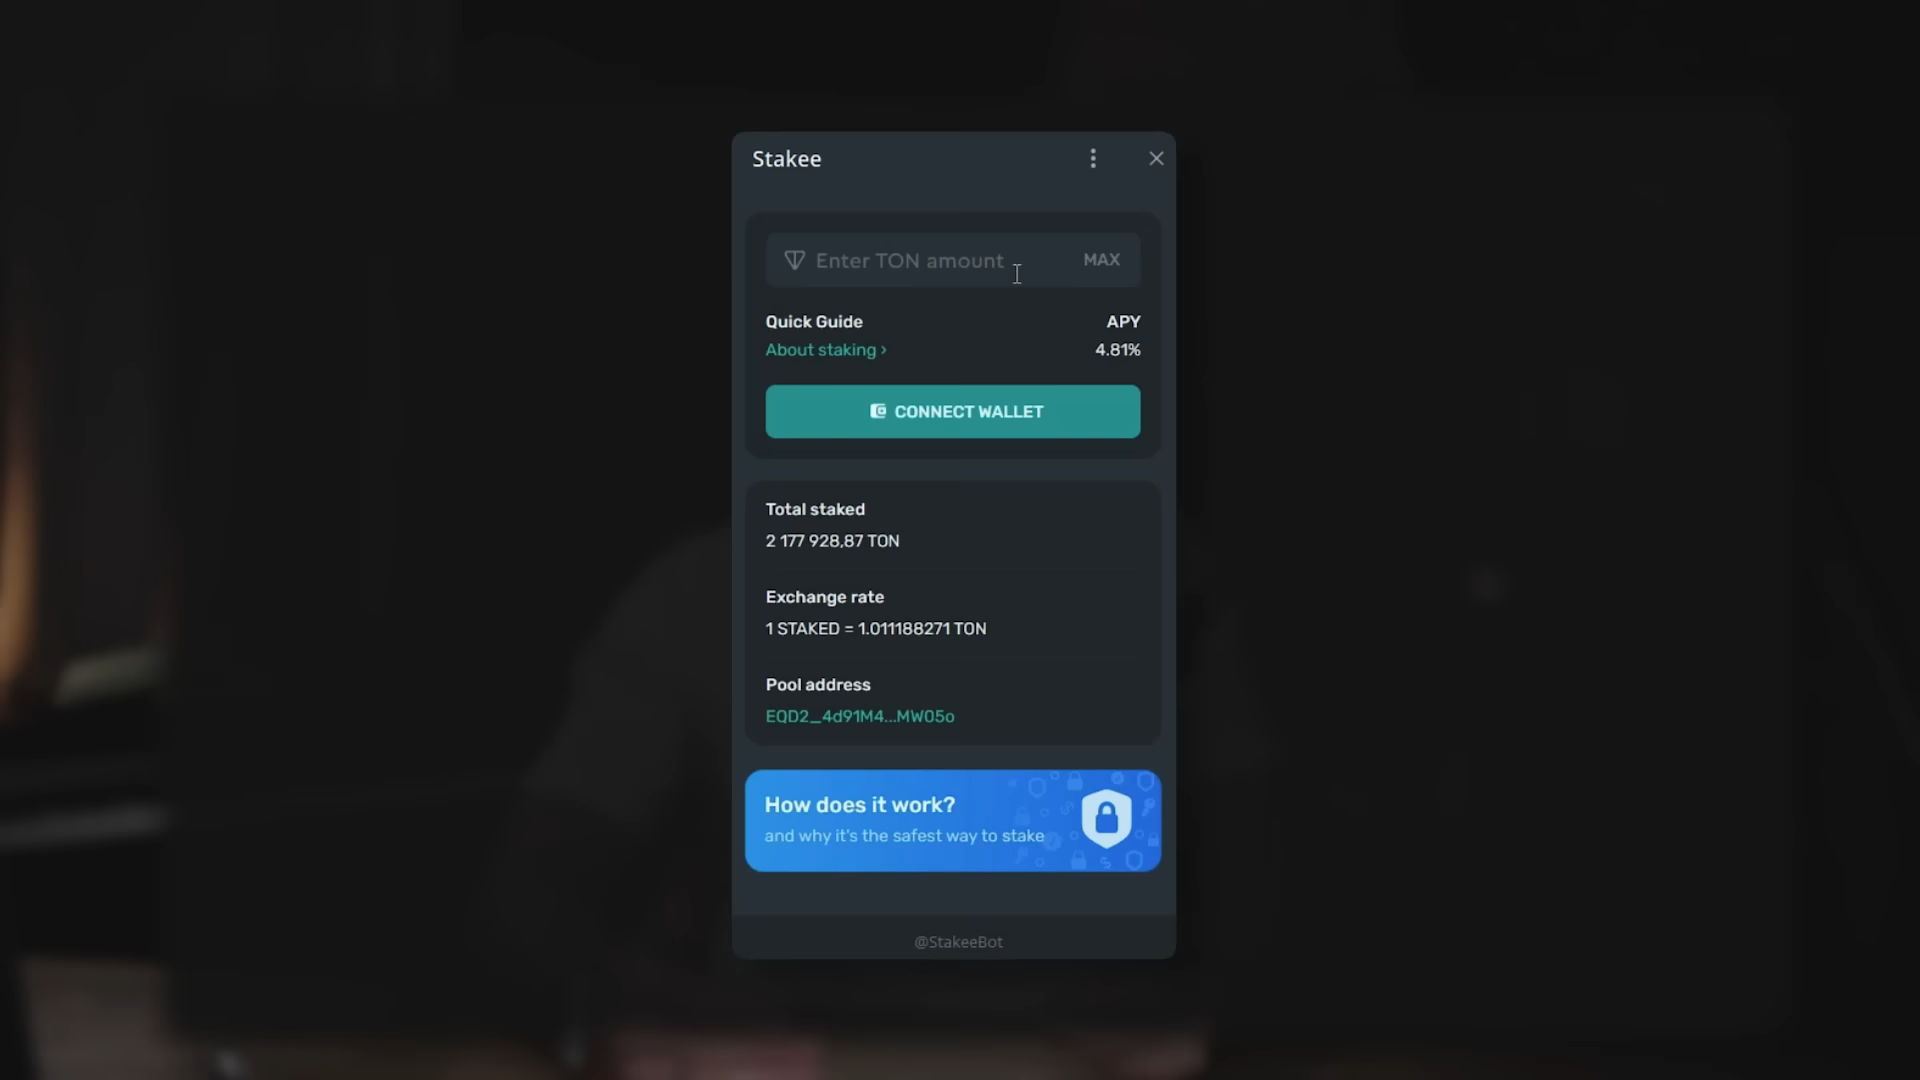 Stakee
Enter TON amount
MAX
Quick Guide
APY
About staking ›
4.81%
CONNECT WALLET
Total staked
2 177 928,87 TON
Exchange rate
1 STAKED = 1.011188271 TON
Pool address
EQD2_4d91M4...MW05o
How does it work?
and why it's the safest way to stake
@StakeeBot